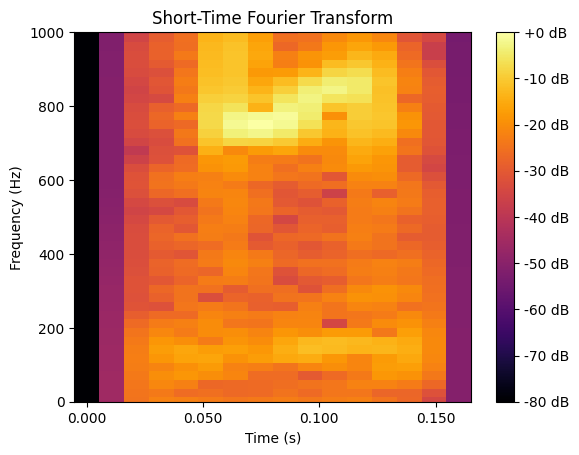 Short-Time Fourier Transform
1000
800
600
400
200
0
Frequency (Hz)
0.000
0.050
0.100
0.150
Time (s)
+0 dB
-10 dB
-20 dB
-30 dB
-40 dB
-50 dB
-60 dB
-70 dB
-80 dB